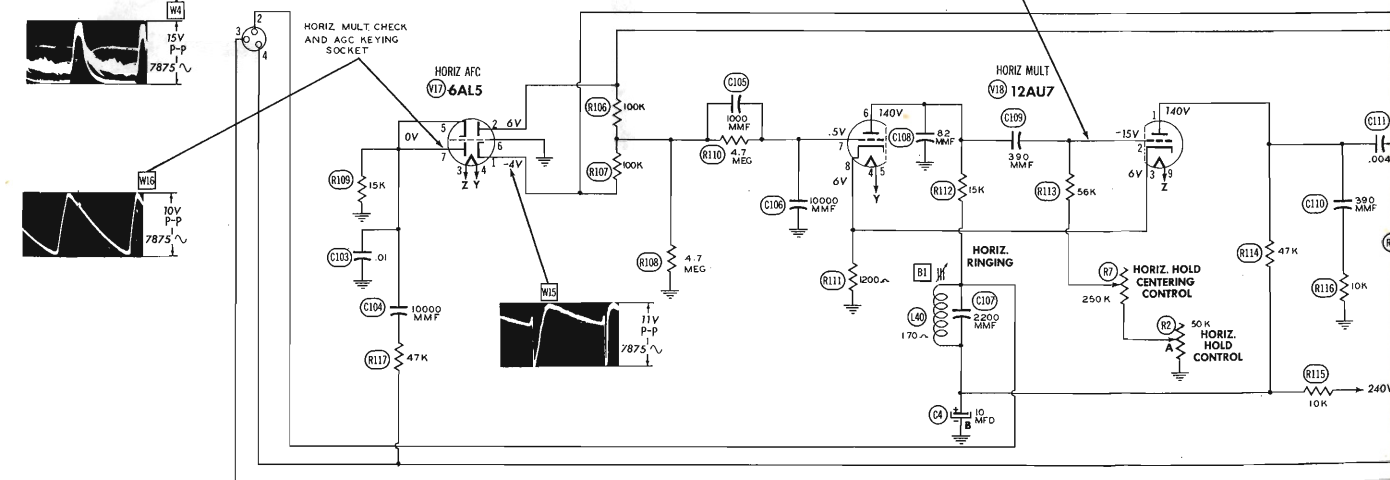 W4
15V
P-P
7875 ∿
2
3
4
HORIZ MULT. CHECK
AND AGC KEYING
SOCKET
HORIZ AFC
V17 6AL5
0V
5
2
6V
7
6
3
4
1
-4V
Z Y
R109
15K
C103
.01
C104
10000
MMF
R117
47K
W16
10V
P-P
7875 ∿
W15
11V
P-P
7875 ∿
R106
100K
R107
100K
R108
4.7
MEG
C105
1000
MMF
R110
4.7
MEG
C106
10000
MMF
6
140V
.5V
7
8
6V
4
5
Y
C108
82
MMF
R111
1200Ω
R112
15K
HORIZ.
RINGING
B1
L40
170Ω
C107
2200
MMF
C4
10
MFD
B
HORIZ MULT
V18 12AU7
C109
390
MMF
R113
56K
1
140V
-15V
2
6V
3
9
Z
R7
250K
HORIZ. HOLD
CENTERING
CONTROL
R2
50K
A
HORIZ.
HOLD
CONTROL
R114
47K
C111
.004
C110
390
MMF
R116
10K
R115
10K
240V